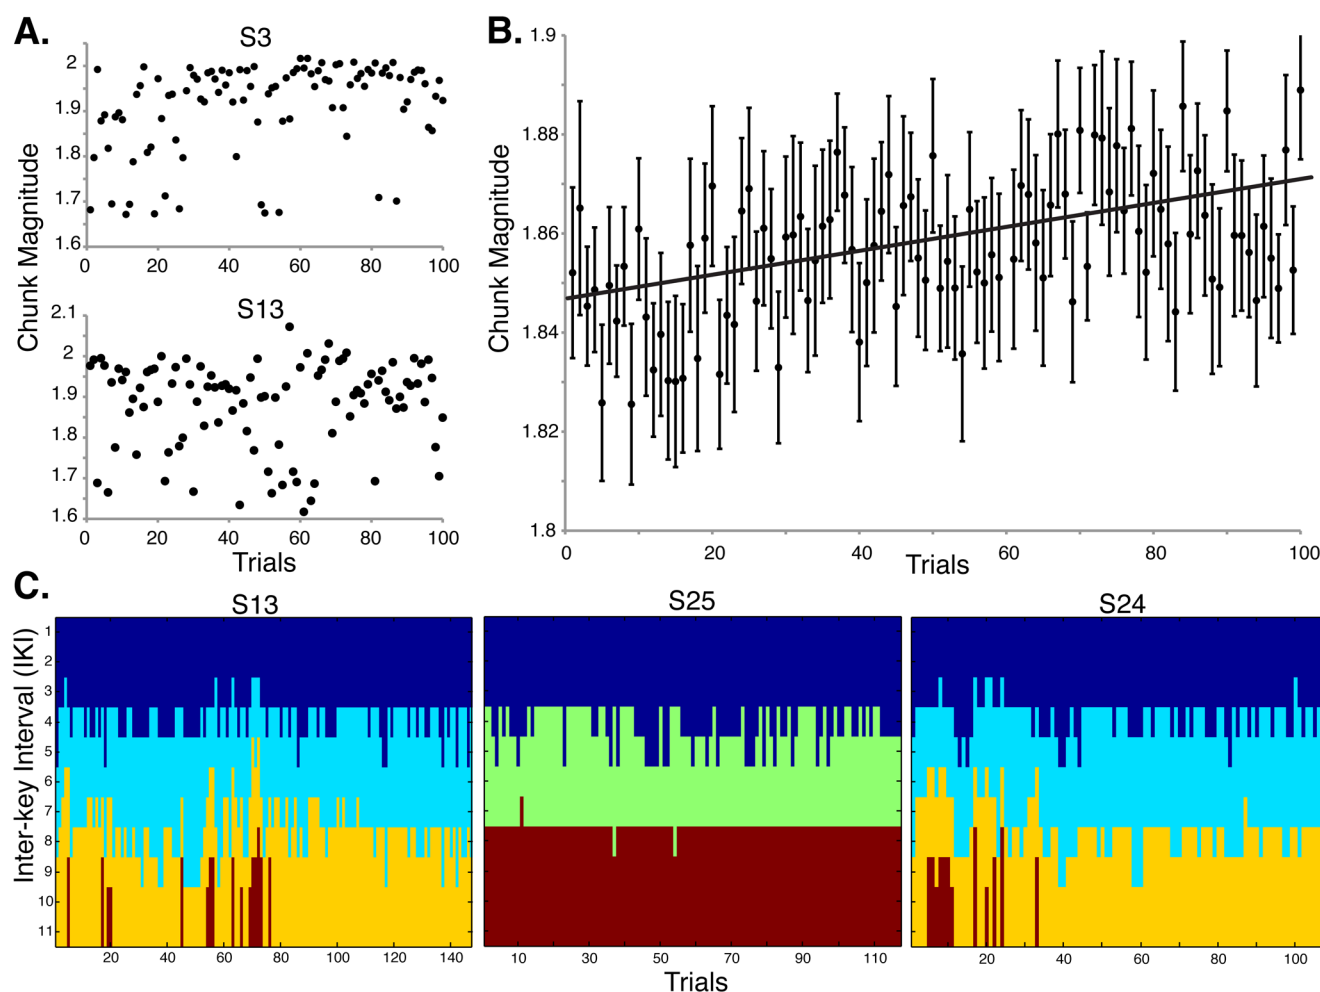 A.
S3
Chunk Magnitude
2
1.9
1.8
1.7
1.6
0 20 40 60 80 100
S13
2.1
2
1.9
1.8
1.7
1.6
0 20 40 60 80 100
Trials
B.
Chunk Magnitude
1.9
1.88
1.86
1.84
1.82
1.8
0 20 40 60 80 100
Trials
C.
Inter-key Interval (IKI)
S13
1
2
3
4
5
6
7
8
9
10
11
20 40 60 80 100 120 140
S25
10 30 50 70 90 110
Trials
S24
20 40 60 80 100